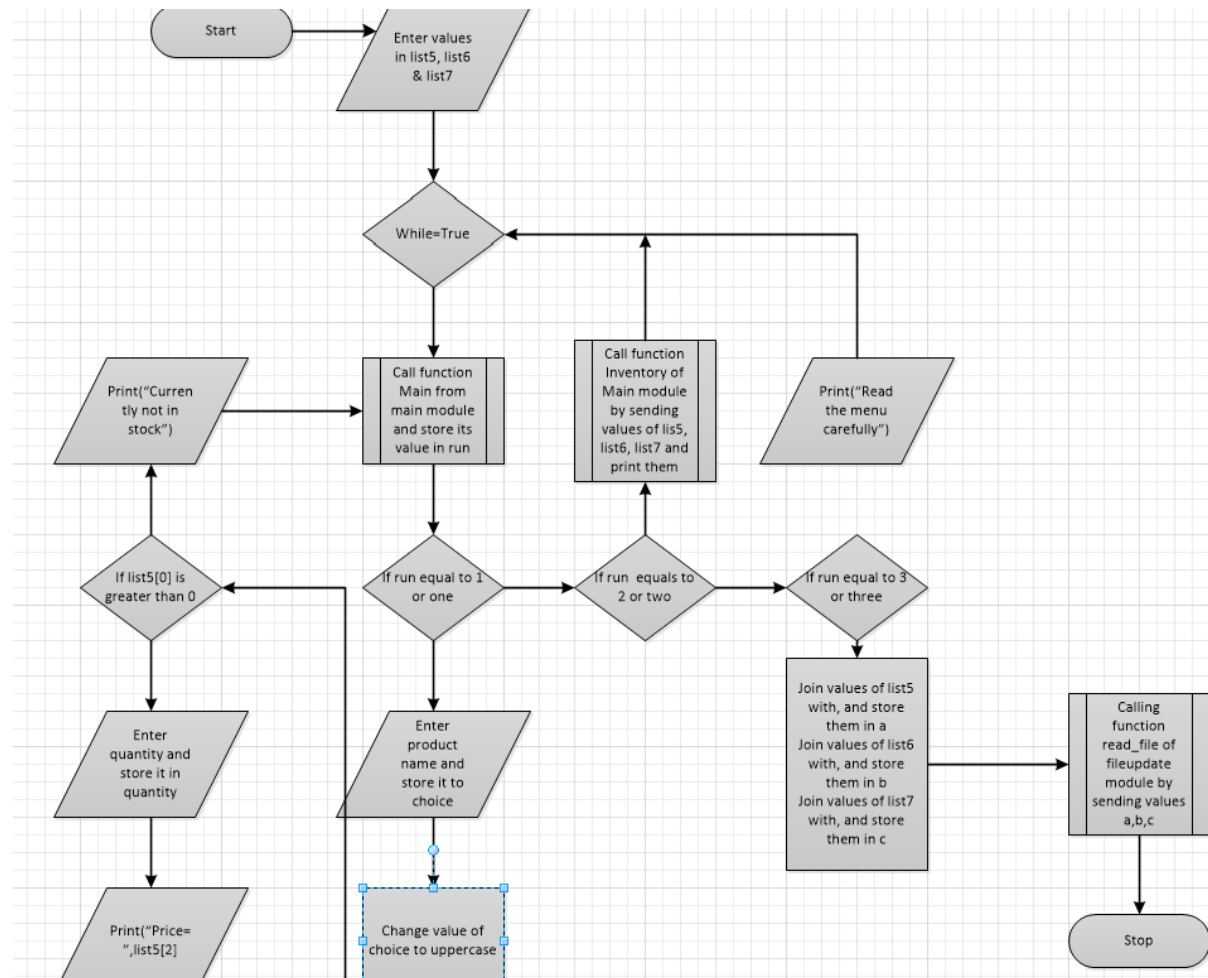 Start
Enter values
in list5, list6
& list7
While=True
Print(“Curren
tly not in
stock”)
Call function
Main from
main module
and store its
value in run
Call function
Inventory of
Main module
by sending
values of lis5,
list6, list7 and
print them
Print(“Read
the menu
carefully”)
If list5[0] is
greater than 0
If run equal to 1
or one
If run equals to
2 or two
If run equal to 3
or three
Enter
quantity and
store it in
quantity
Enter
product
name and
store it to
choice
Join values of list5
with, and store
them in a
Join values of list6
with, and store
them in b
Join values of list7
with, and store
them in c
Calling
function
read_file of
fileupdate
module by
sending values
a,b,c
Print(“Price=
”,list5[2]
Change value of
choice to uppercase
Stop